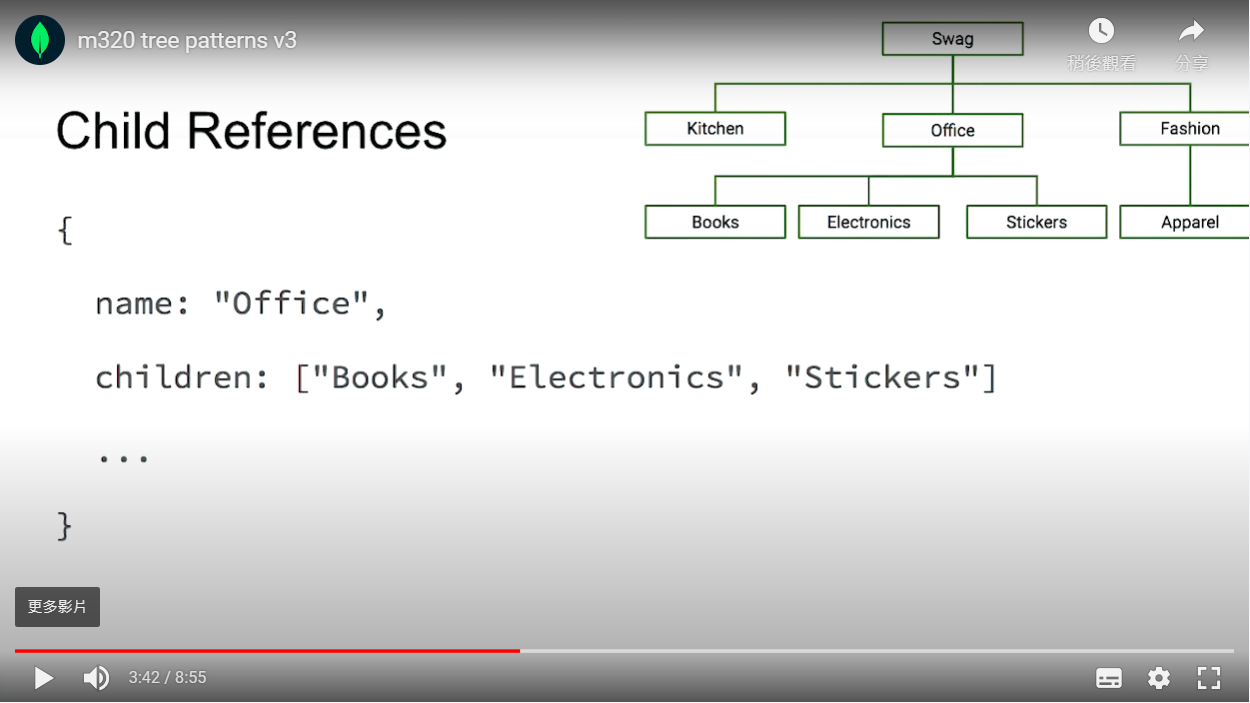 m320 tree patterns v3
稍後觀看
分享
Swag
Kitchen
Office
Fashion
Books
Electronics
Stickers
Apparel
Child References
{
name: "Office",
children: ["Books", "Electronics", "Stickers"]
...
}
更多影片
3:42 / 8:55